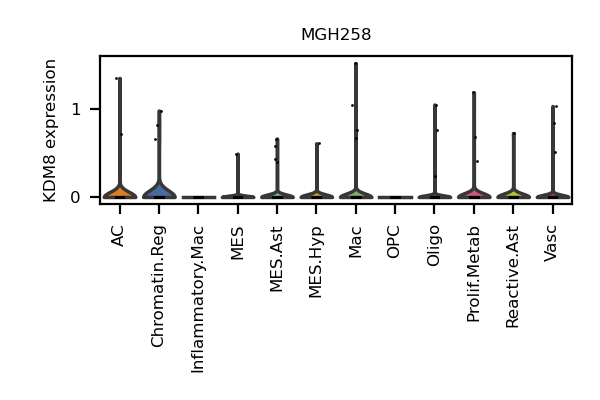 MGH258
KDM8 expression
1
0
AC
Chromatin.Reg
Inflammatory.Mac
MES
MES.Ast
MES.Hyp
Mac
OPC
Oligo
Prolif.Metab
Reactive.Ast
Vasc